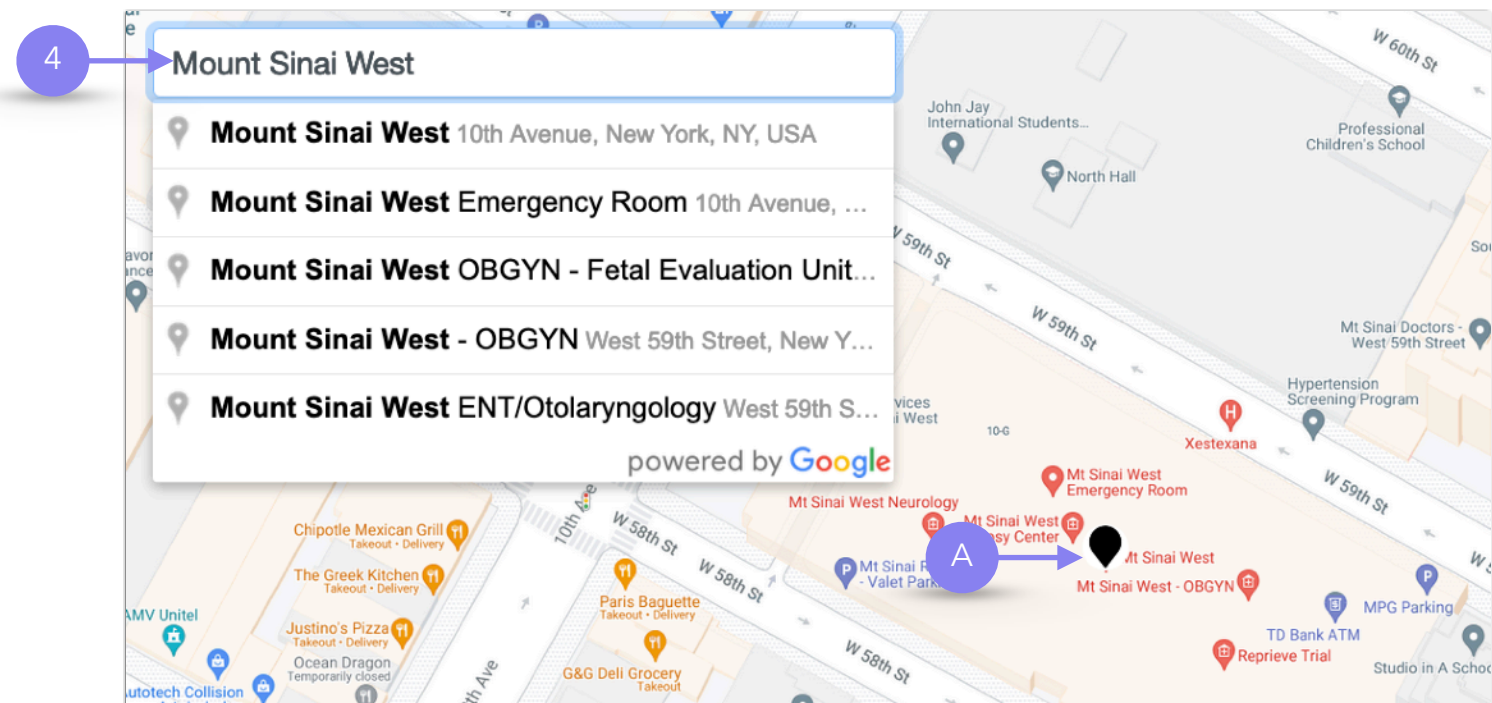 4
Mount Sinai West
Mount Sinai West 10th Avenue, New York, NY, USA
Mount Sinai West Emergency Room 10th Avenue, ...
Mount Sinai West OBGYN - Fetal Evaluation Unit...
Mount Sinai West - OBGYN West 59th Street, New Y...
Mount Sinai West ENT/Otolaryngology West 59th S...
powered by Google
P
W 60th St
John Jay
International Students...
Professional
Children's School
North Hall
59th St
W 59th St
Mt Sinai Doctors -
West 59th Street
Hypertension
Screening Program
10-G
H
Xestexana
W 59th St
Mt Sinai West
Emergency Room
Mt Sinai West Neurology
Mt Sinai West
Center
A
Mt Sinai West
Mt Sinai West - OBGYN
P
Mt Sinai
- Valet
P
MPG Parking
TD Bank ATM
Reprieve Trial
Studio in A
10th Ave
W 58th St
W 58th St
W 58th St
Chipotle Mexican Grill
Takeout • Delivery
The Greek Kitchen
Takeout • Delivery
Paris Baguette
Takeout • Delivery
AMV Unitel
Justino's Pizza
Takeout • Delivery
Ocean Dragon
Temporarily closed
G&G Deli Grocery
Takeout
Collision
Ave